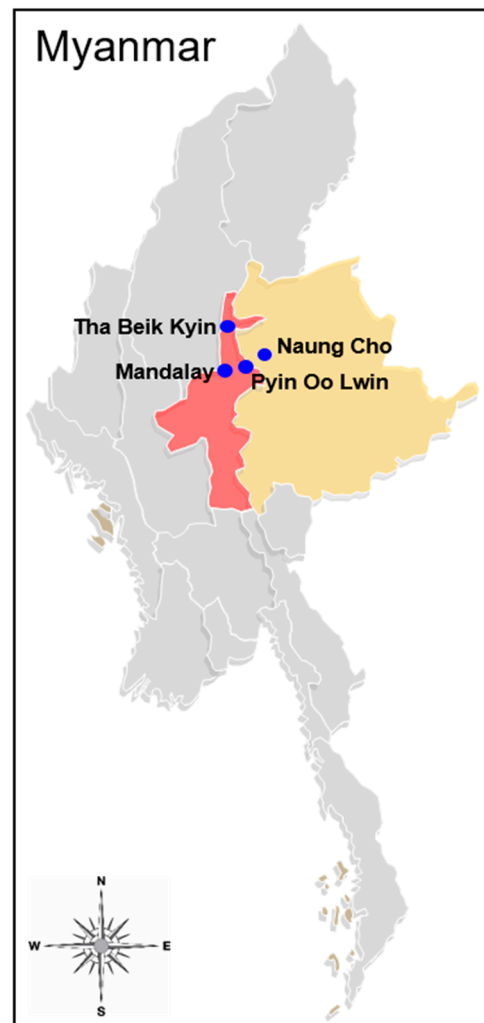 Myanmar
Tha Beik Kyin
Naung Cho
Mandalay
Pyin Oo Lwin
N
W E
S